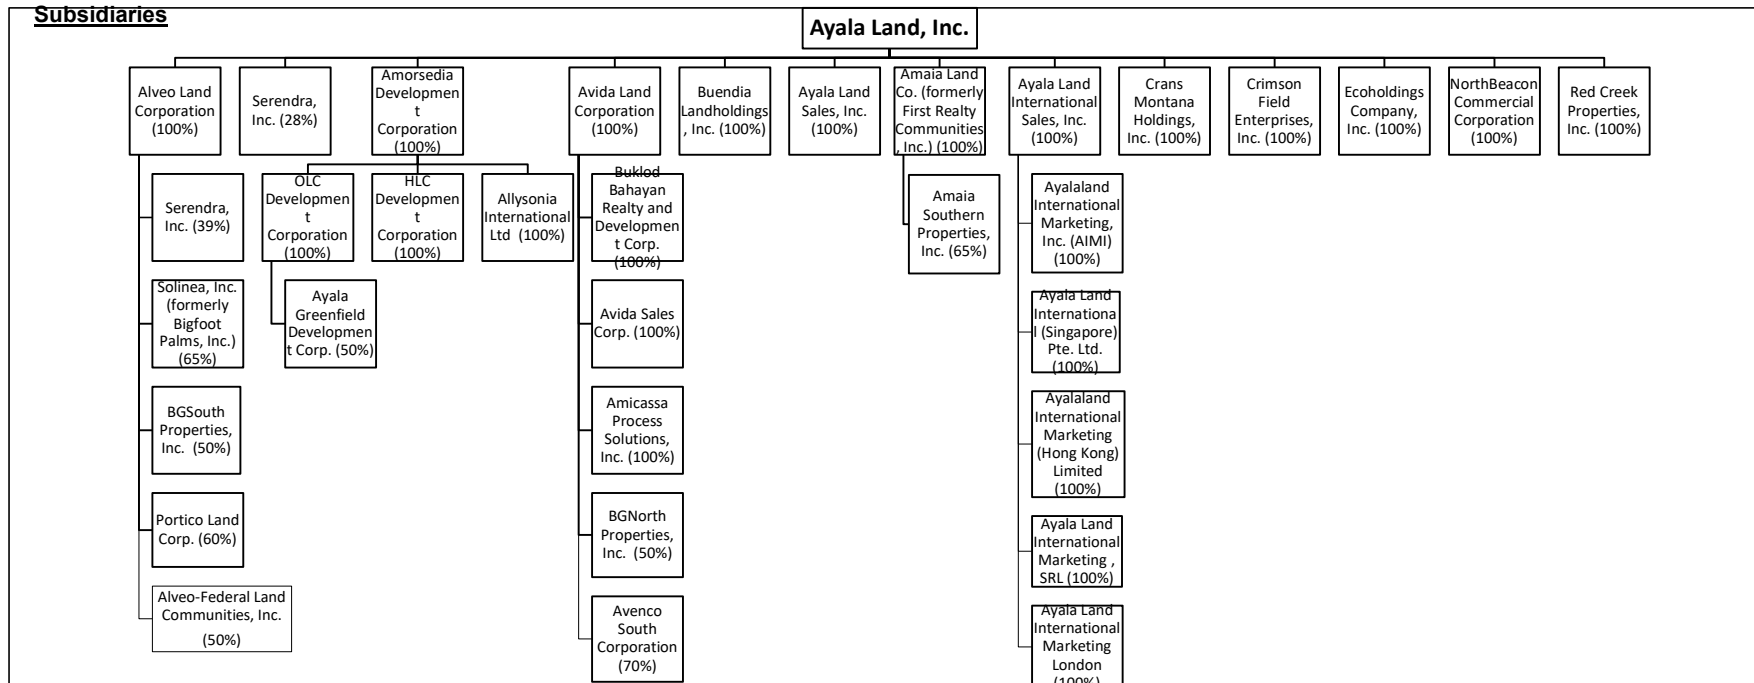 Subsidiaries
Ayala Land, Inc.
Alveo Land
Corporation
(100%)
Serendra,
Inc. (28%)
Amorsedia
Developmen
t
Corporation
(100%)
Avida Land
Corporation
(100%)
Buendia
Landholdings
, Inc. (100%)
Ayala Land
Sales, Inc.
(100%)
Amaia Land
Co. (formerly
First Realty
Communities
, Inc.) (100%)
Ayala Land
International
Sales, Inc.
(100%)
Crans
Montana
Holdings,
Inc. (100%)
Crimson
Field
Enterprises,
Inc. (100%)
Ecoholdings
Company,
Inc. (100%)
NorthBeacon
Commercial
Corporation
(100%)
Red Creek
Properties,
Inc. (100%)
Serendra,
Inc. (39%)
OLC
Developmen
t
Corporation
(100%)
HLC
Developmen
t
Corporation
(100%)
Allysonia
International
Ltd (100%)
Buklod
Bahayan
Realty and
Developmen
t Corp.
(100%)
Amaia
Southern
Properties,
Inc. (65%)
Ayalaland
International
Marketing,
Inc. (AIMI)
(100%)
Solinea, Inc.
(formerly
Bigfoot
Palms, Inc.)
(65%)
Ayala
Greenfield
Developmen
t Corp. (50%)
Avida Sales
Corp. (100%)
Ayala Land
Internationa
l (Singapore)
Pte. Ltd.
(100%)
BGSouth
Properties,
Inc. (50%)
Amicassa
Process
Solutions,
Inc. (100%)
Ayalaland
International
Marketing
(Hong Kong)
Limited
(100%)
Portico Land
Corp. (60%)
BGNorth
Properties,
Inc. (50%)
Ayala Land
International
Marketing ,
SRL (100%)
Alveo-Federal Land
Communities, Inc.
(50%)
Avenco
South
Corporation
(70%)
Ayala Land
International
Marketing
London
(100%)